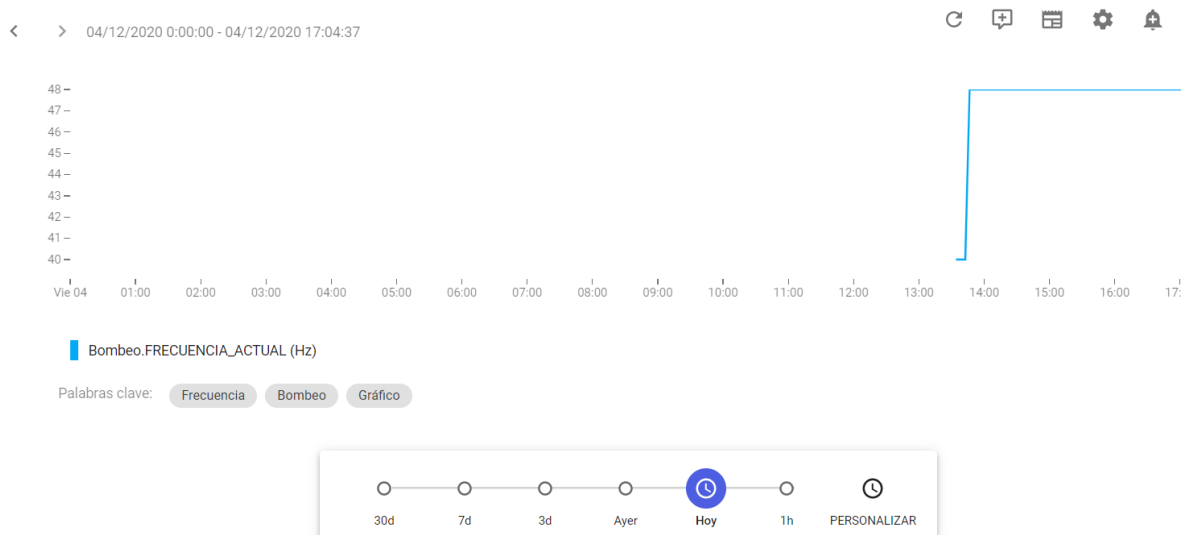 04/12/2020 0:00:00 - 04/12/2020 17:04:37
48
47
46
45
44
43
42
41
40
Vie 04 01:00 02:00 03:00 04:00 05:00 06:00 07:00 08:00 09:00 10:00 11:00 12:00 13:00 14:00 15:00 16:00 17:
Bombeo.FRECUENCIA_ACTUAL (Hz)
Palabras clave: Frecuencia Bombeo Gráfico
30d 7d 3d Ayer Hoy 1h PERSONALIZAR